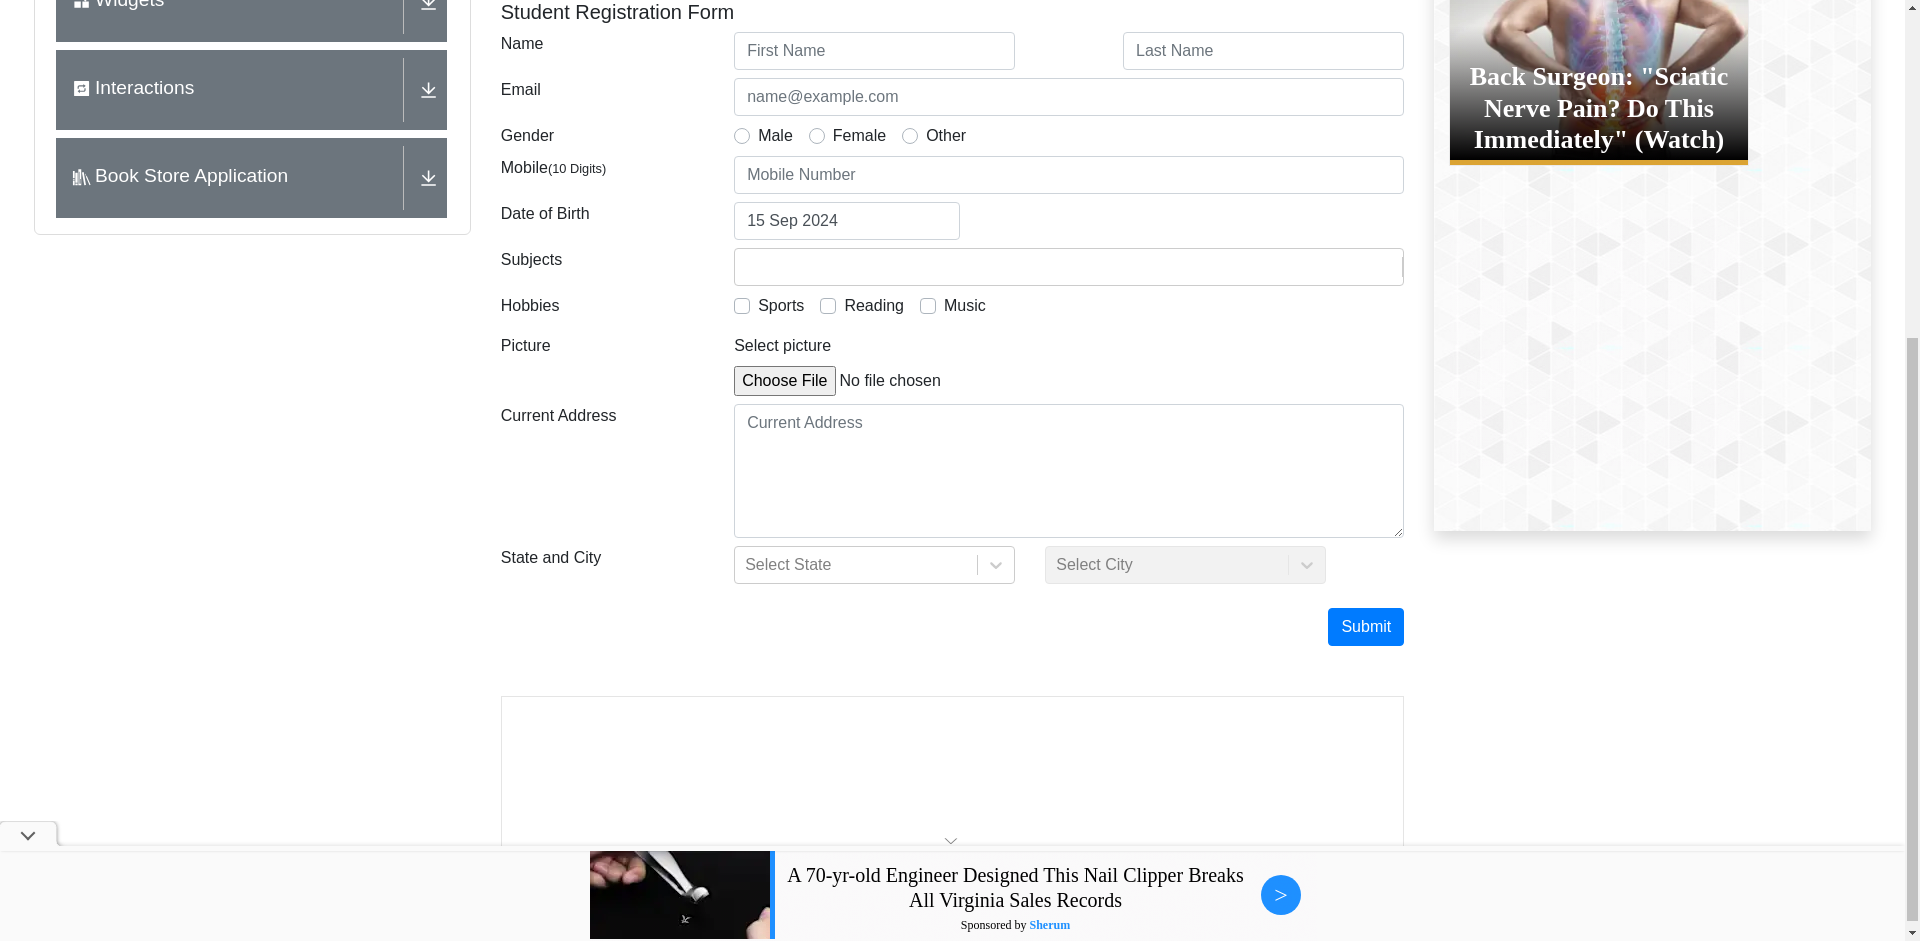 Widgets
Interactions
Book Store Application
Student Registration Form
Name
First Name
Last Name
Email
name@example.com
Gender
Male
Female
Other
Mobile(10 Digits)
Mobile Number
Date of Birth
15 Sep 2024
Subjects
Hobbies
Sports
Reading
Music
Picture
Select picture
Choose File
No file chosen
Current Address
Current Address
State and City
Select State
Select City
Submit
Back Surgeon: "Sciatic
Nerve Pain? Do This
Immediately" (Watch)
A 70-yr-old Engineer Designed This Nail Clipper Breaks
All Virginia Sales Records
Sponsored by Sherum
>